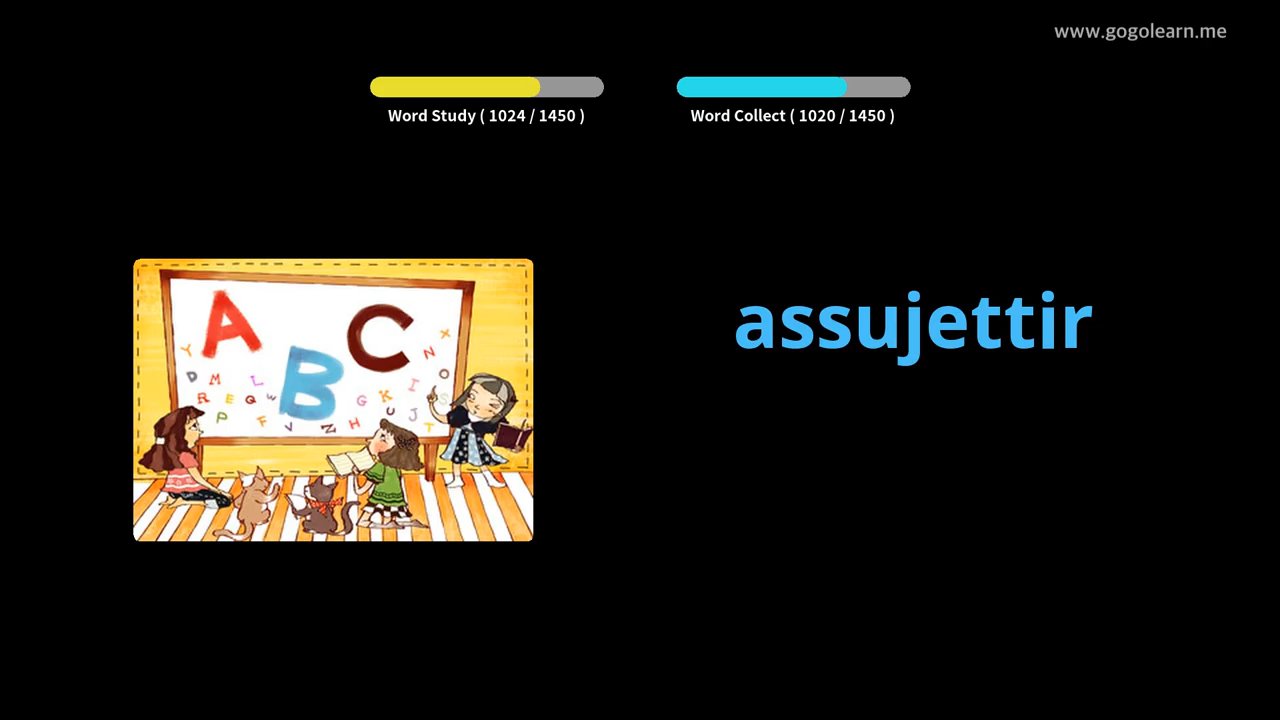 www.gogolearn.me
Word Study ( 1024 / 1450 )
Word Collect ( 1020 / 1450 )
assujettir
A
C
B
X
Y
N
D
M
L
O
R
E
Q
W
G
K
I
S
P
F
V
Z
H
U
J
T